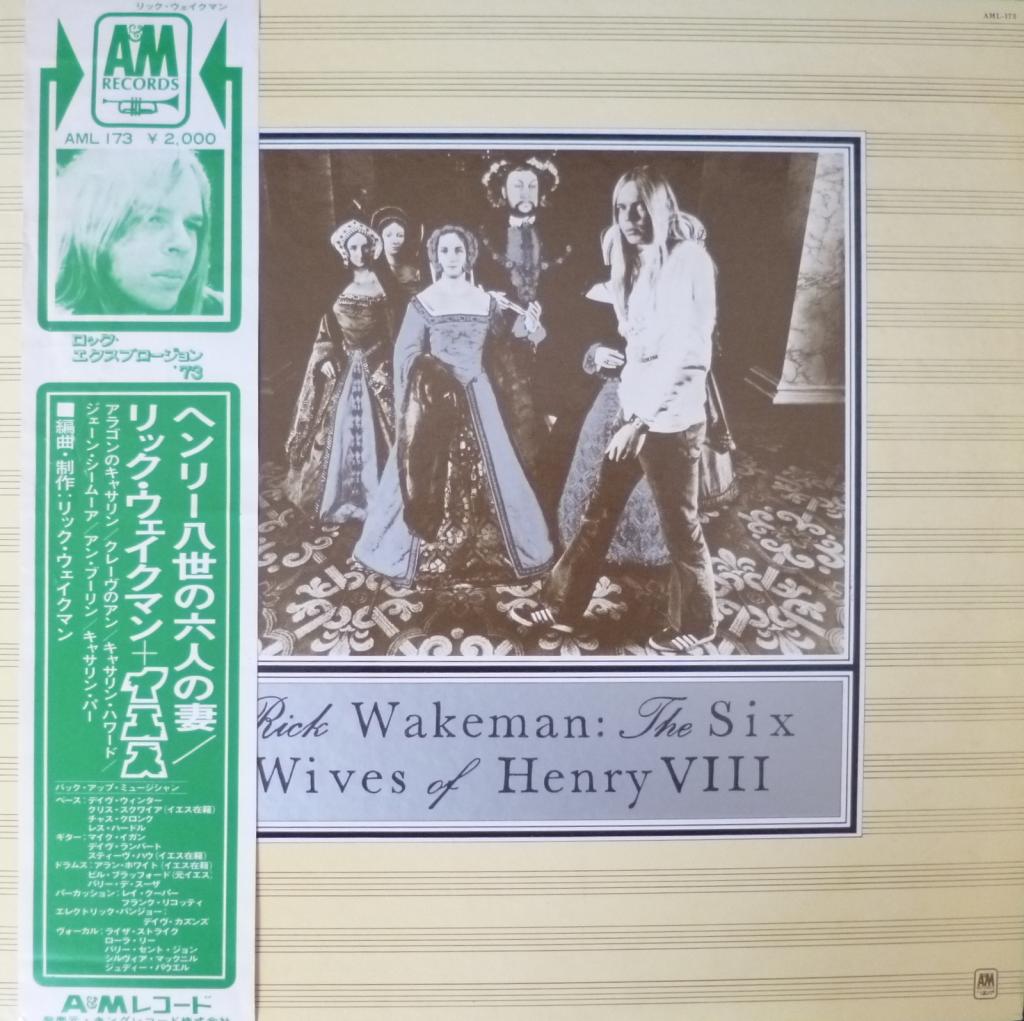 リック・ウェイクマン
AML-173
A&M
RECORDS
AML 173 ¥2,000
ロック・
エクスプロージョン
'73
ヘンリー八世の六人の妻／
リック・ウェイクマン＋イエス
アラゴンのキャサリン／クレーヴのアン／キャサリン・ハワード／
ジェーン・シームーア／アン・ブーリン／キャサリン・パー
■編曲・制作：リック・ウェイクマン
バック・アップ・ミュージシャン
ベース：デイヴ・ウィンター
クリス・スクワイア（イエス在籍）
チャス・クロンク
レス・ハードル
ギター：マイク・イガン
デイヴ・ランバート
スティーヴ・ハウ（イエス在籍）
ドラムス：アラン・ホワイト（イエス在籍）
ビル・ブラッフォード（元イエス）
バリー・デ・スーザ
パーカッション：レイ・クーパー
フランク・リコッティ
エレクトリック・バンジョー：
デイヴ・カズンズ
ヴォーカル：ライザ・ストライク
ローラ・リー
バリー・セント・ジョン
シルヴィア・マックニル
ジュディー・パウエル
A&Mレコード
Rick Wakeman: The Six
Wives of Henry VIII
A&M